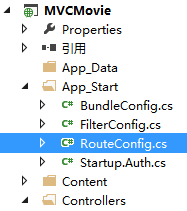 MVCMovie
Properties
引用
App_Data
App_Start
BundleConfig.cs
FilterConfig.cs
RouteConfig.cs
Startup.Auth.cs
Content
Controllers